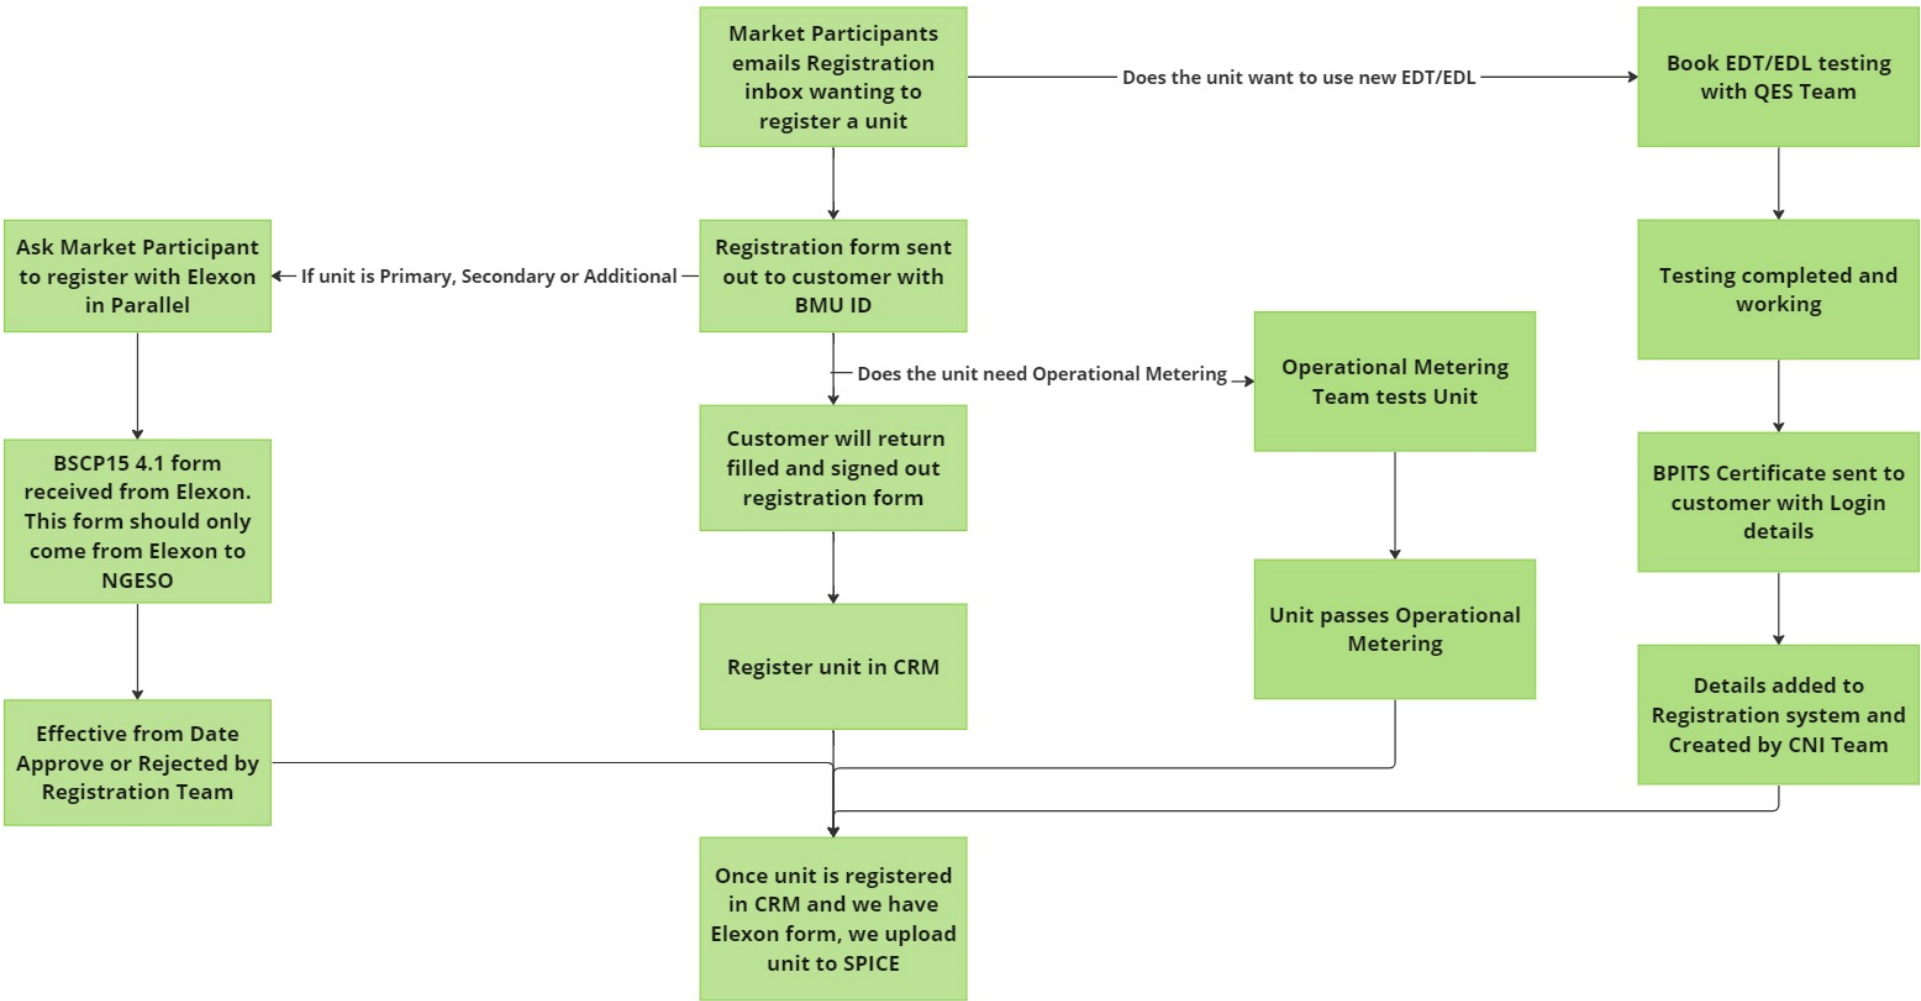 Market Participants
emails Registration
inbox wanting to
register a unit
Does the unit want to use new EDT/EDL
Book EDT/EDL testing
with QES Team
Ask Market Participant
to register with Elexon
in Parallel
If unit is Primary, Secondary or Additional
Registration form sent
out to customer with
BMU ID
Testing completed and
working
Does the unit need Operational Metering
Operational Metering
Team tests Unit
Customer will return
filled and signed out
registration form
BSCP15 4.1 form
received from Elexon.
This form should only
come from Elexon to
NGESO
BPITS Certificate sent to
customer with Login
details
Register unit in CRM
Unit passes Operational
Metering
Details added to
Registration system and
Created by CNI Team
Effective from Date
Approve or Rejected by
Registration Team
Once unit is registered
in CRM and we have
Elexon form, we upload
unit to SPICE